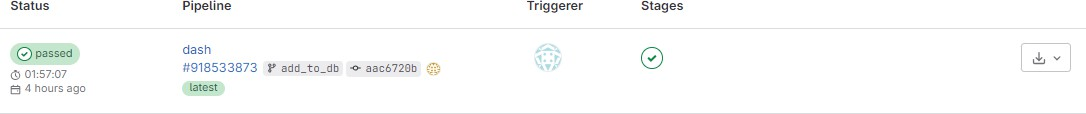 Status Pipeline Triggerer Stages
passed dash
01:57:07 #918533873 add_to_db aac6720b
4 hours ago latest